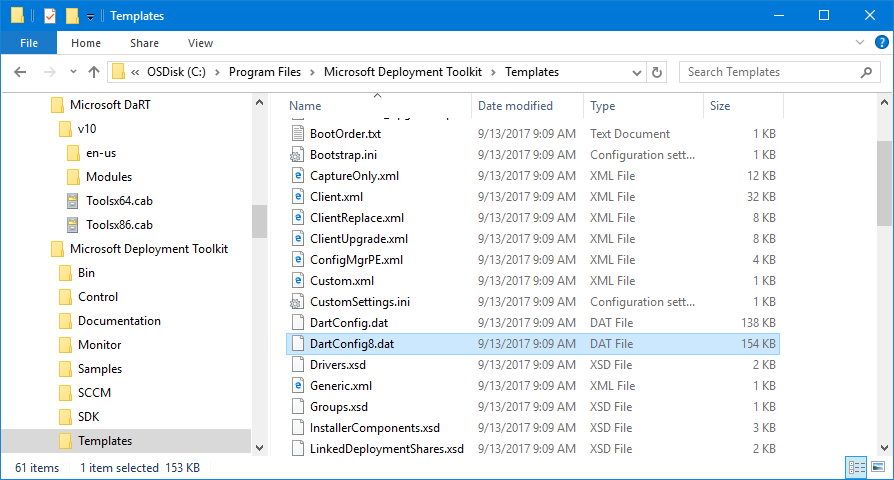 Templates
File Home Share View
« OSDisk (C:) Program Files Microsoft Deployment Toolkit Templates Search Templates
Microsoft DaRT
v10
en-us
Modules
Toolsx64.cab
Toolsx86.cab
Microsoft Deployment Toolkit
Bin
Control
Documentation
Monitor
Samples
SCCM
SDK
Templates
Name Date modified Type Size
BootOrder.txt 9/13/2017 9:09 AM Text Document 1 KB
Bootstrap.ini 9/13/2017 9:09 AM Configuration sett... 1 KB
CaptureOnly.xml 9/13/2017 9:09 AM XML File 12 KB
Client.xml 9/13/2017 9:09 AM XML File 32 KB
ClientReplace.xml 9/13/2017 9:09 AM XML File 8 KB
ClientUpgrade.xml 9/13/2017 9:09 AM XML File 8 KB
ConfigMgrPE.xml 9/13/2017 9:09 AM XML File 4 KB
Custom.xml 9/13/2017 9:09 AM XML File 1 KB
CustomSettings.ini 9/13/2017 9:09 AM Configuration sett... 1 KB
DartConfig.dat 9/13/2017 9:09 AM DAT File 138 KB
DartConfig8.dat 9/13/2017 9:09 AM DAT File 154 KB
Drivers.xsd 9/13/2017 9:09 AM XSD File 2 KB
Generic.xml 9/13/2017 9:09 AM XML File 1 KB
Groups.xsd 9/13/2017 9:09 AM XSD File 1 KB
InstallerComponents.xsd 9/13/2017 9:09 AM XSD File 3 KB
LinkedDeploymentShares.xsd 9/13/2017 9:09 AM XSD File 2 KB
61 items 1 item selected 153 KB